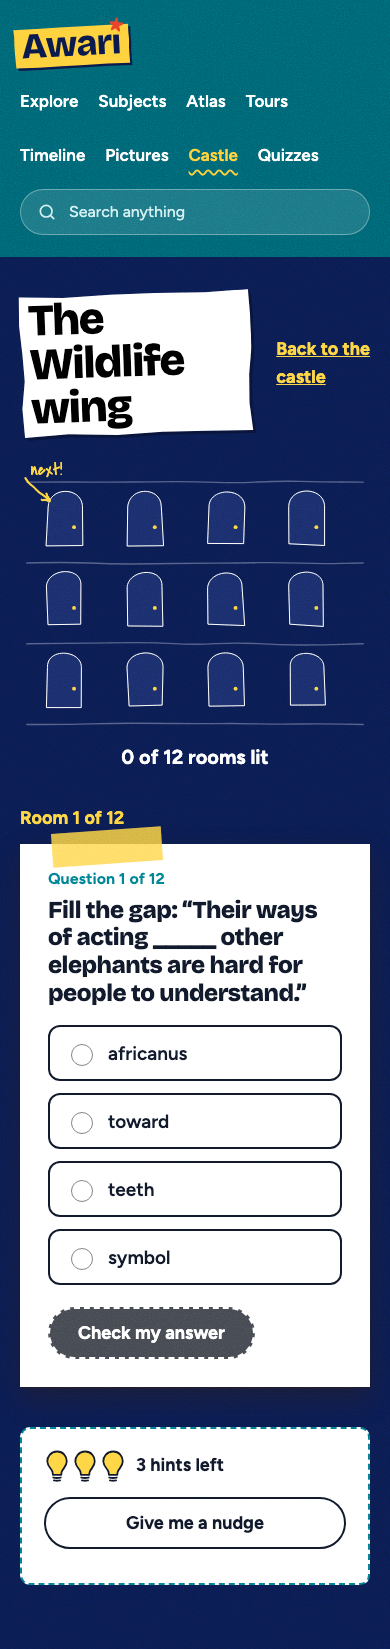 Awari
Explore Subjects Atlas Tours
Timeline Pictures Castle Quizzes
Search anything
The
Wildlife
wing
Back to the
castle
next!
0 of 12 rooms lit
Room 1 of 12
Question 1 of 12
Fill the gap: “Their ways
of acting _____ other
elephants are hard for
people to understand.”
africanus
toward
teeth
symbol
Check my answer
3 hints left
Give me a nudge